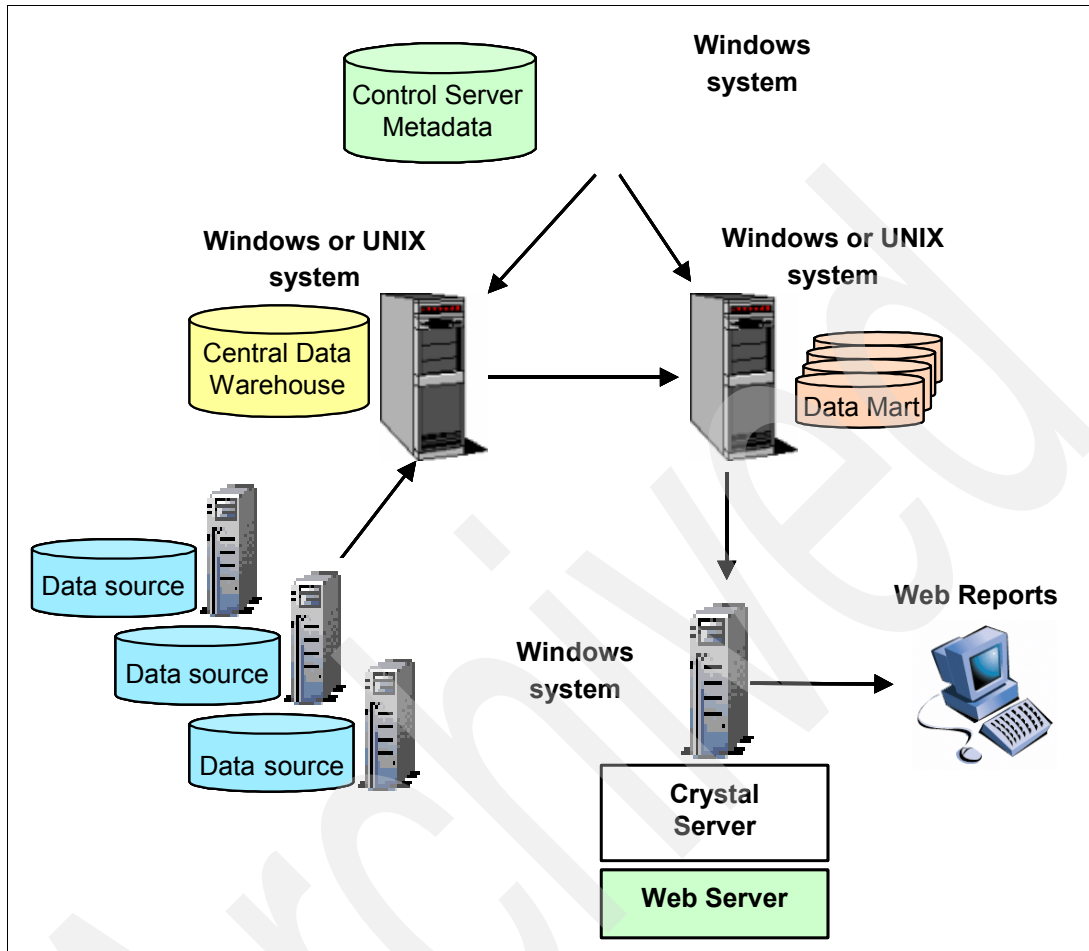 Windows
system
Control Server
Metadata
Windows or UNIX
system
Windows or UNIX
system
Central Data
Warehouse
Data Mart
Data source
Data source
Data source
Web Reports
Windows
system
Crystal
Server
Web Server
Archived